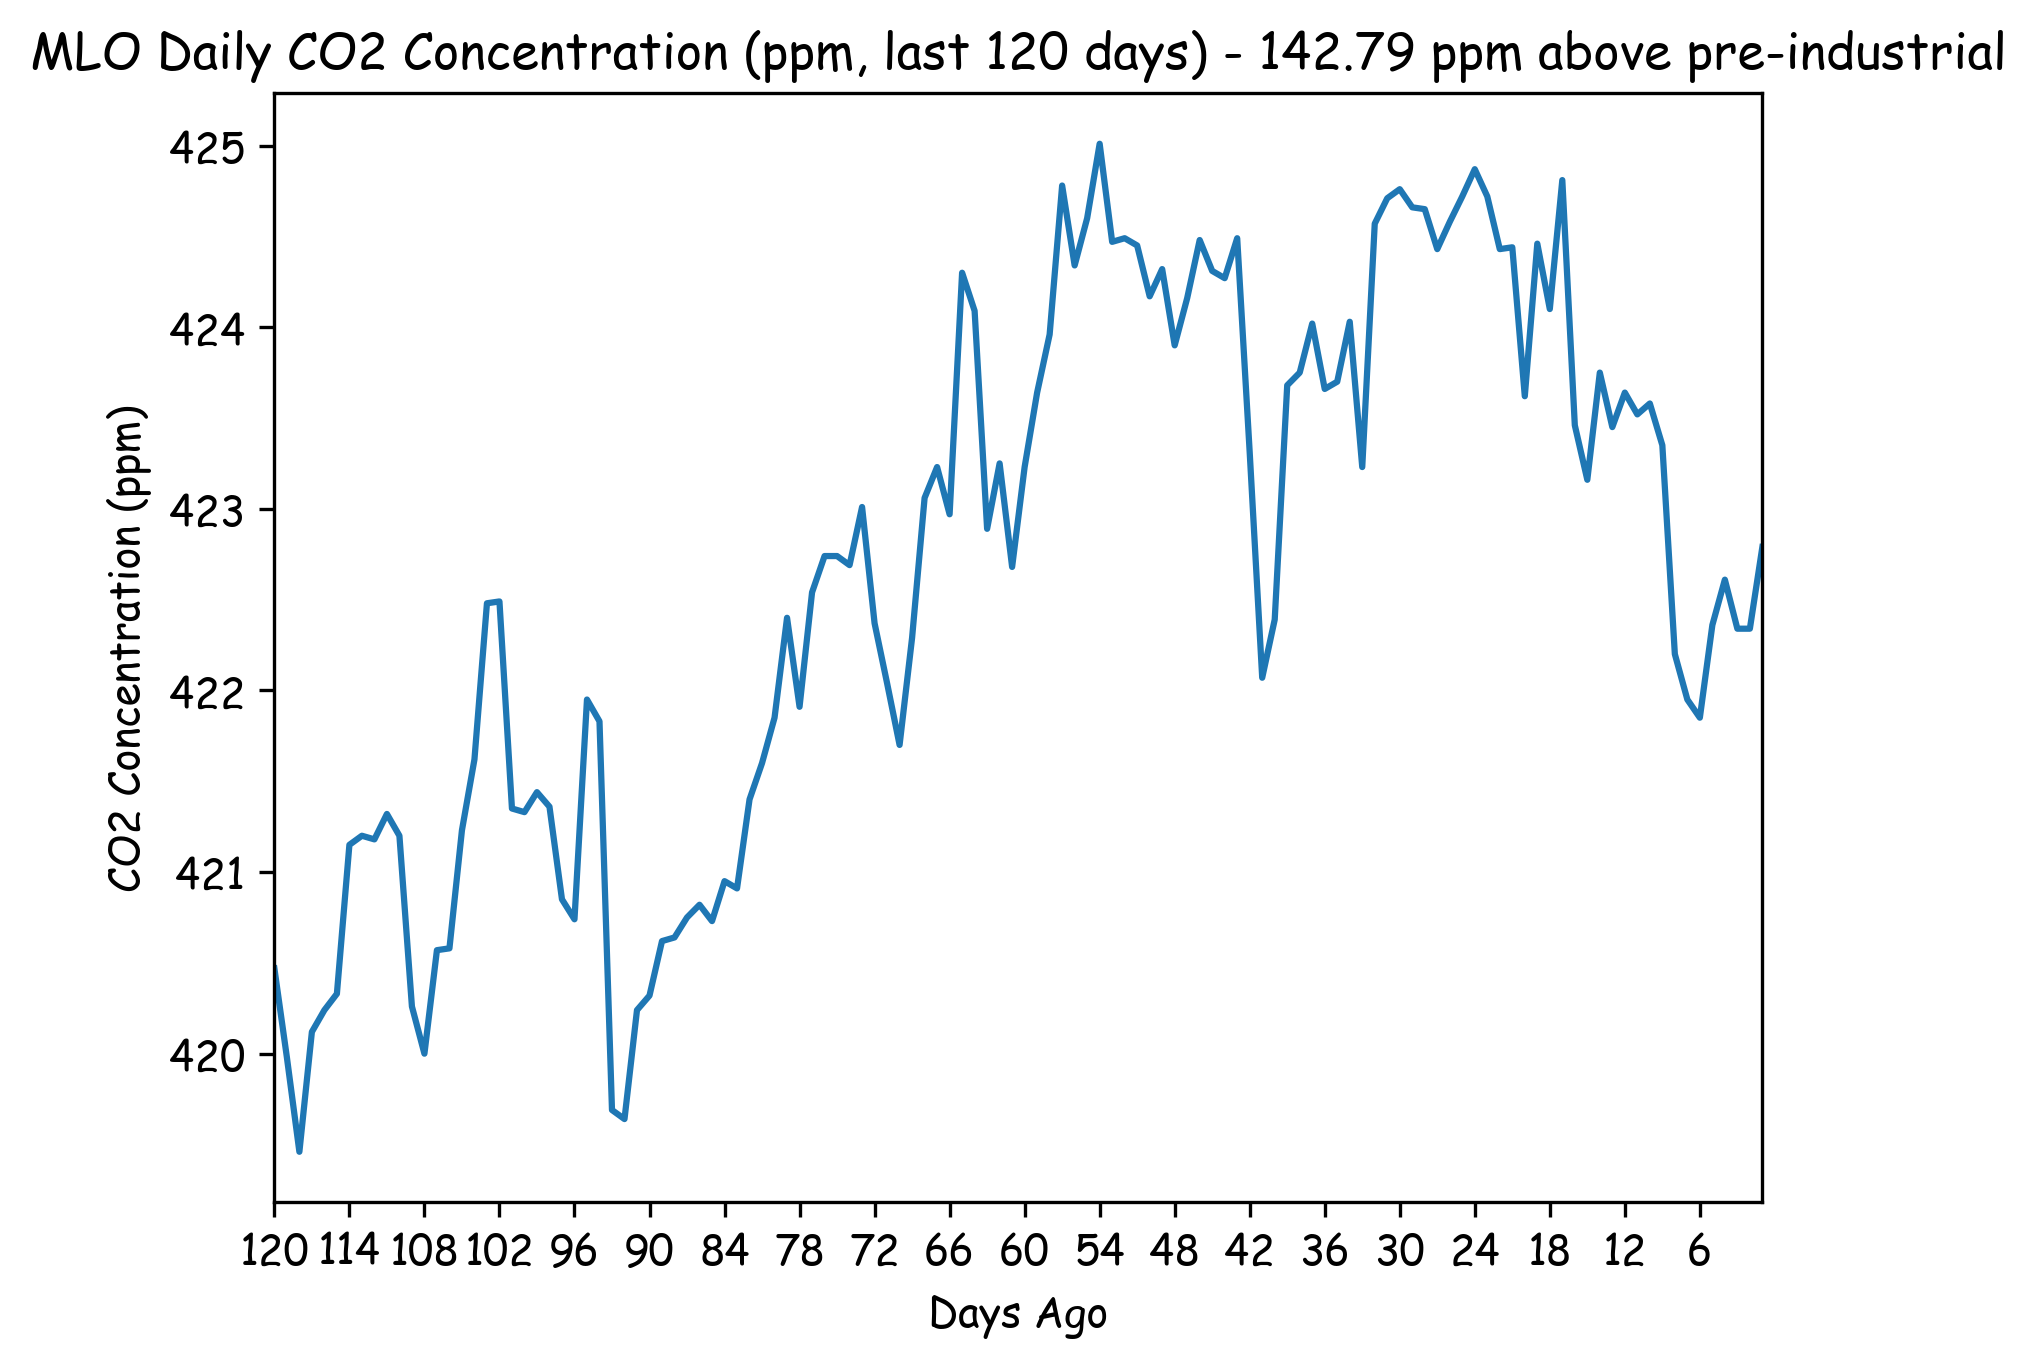 MLO Daily CO2 Concentration (ppm, last 120 days) - 142.79 ppm above pre-industrial
425
424
423
422
421
420
CO2 Concentration (ppm)
120 114 108 102 96 90 84 78 72 66 60 54 48 42 36 30 24 18 12 6
Days Ago